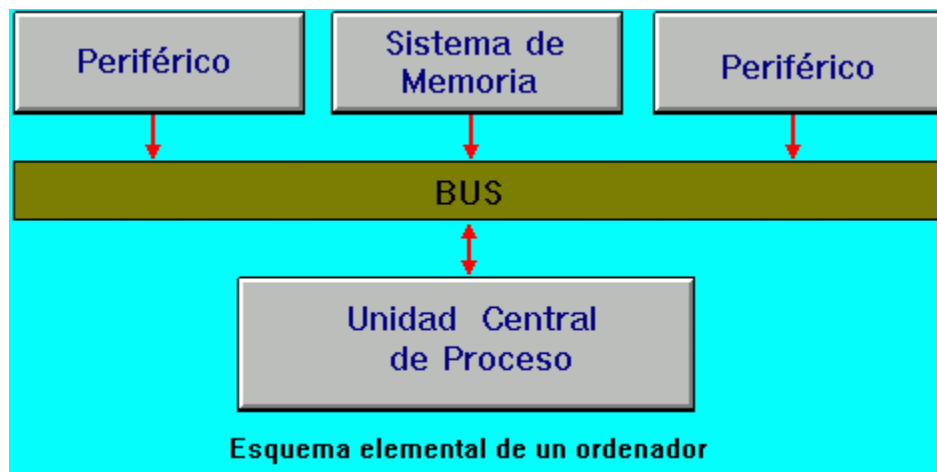 Periférico
Sistema de
Memoria
Periférico
BUS
Unidad Central
de Proceso
Esquema elemental de un ordenador